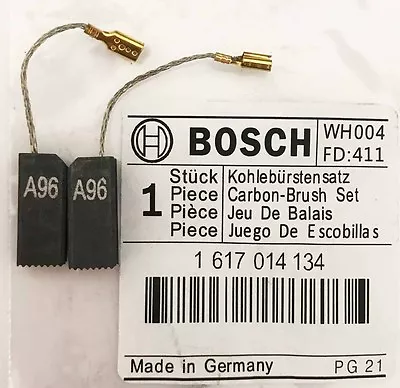 A96 A96
BOSCH
WH004
FD:411
1
Stück Kohlebürstensatz
Piece Carbon-Brush Set
Pièce Jeu De Balais
Piece Juego De Escobillas
1 617 014 134
Made in Germany PG 21